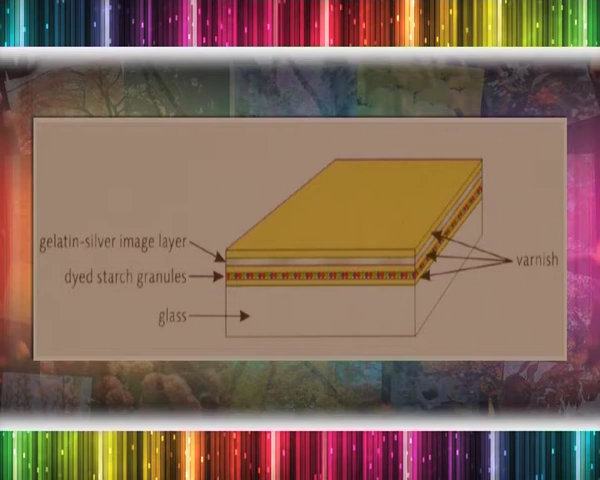 gelatin-silver image layer
dyed starch granules
varnish
glass